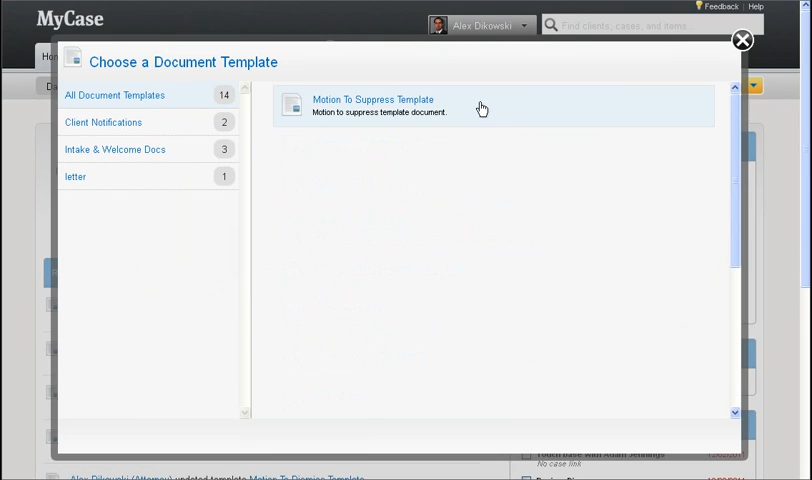 Feedback | Help
MyCase
Alex Dikowski
Find clients, cases, and items...
Choose a Document Template
All Document Templates 14
Client Notifications 2
Intake & Welcome Docs 3
letter 1
Motion To Suppress Template
Motion to suppress template document.
Touch base with Adam Jennings
No case link
Alex Dikowski (Attorney) updated template Motion To Dismiss Template